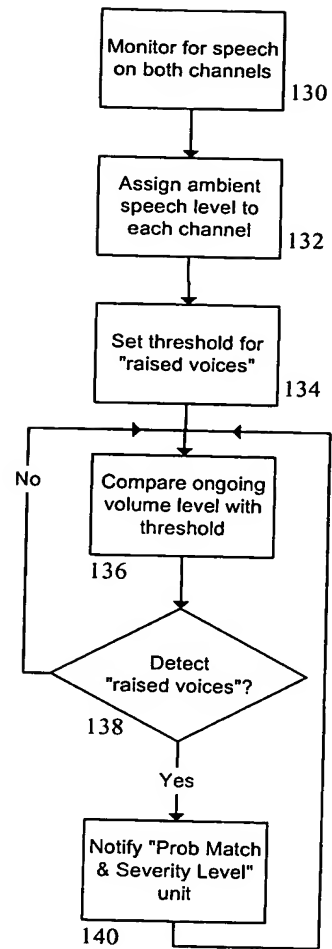 Monitor for speech
on both channels
130
Assign ambient
speech level to
each channel
132
Set threshold for
"raised voices"
134
No
Compare ongoing
volume level with
threshold
136
Detect
"raised voices"?
138
Yes
Notify "Prob Match
& Severity Level"
unit
140